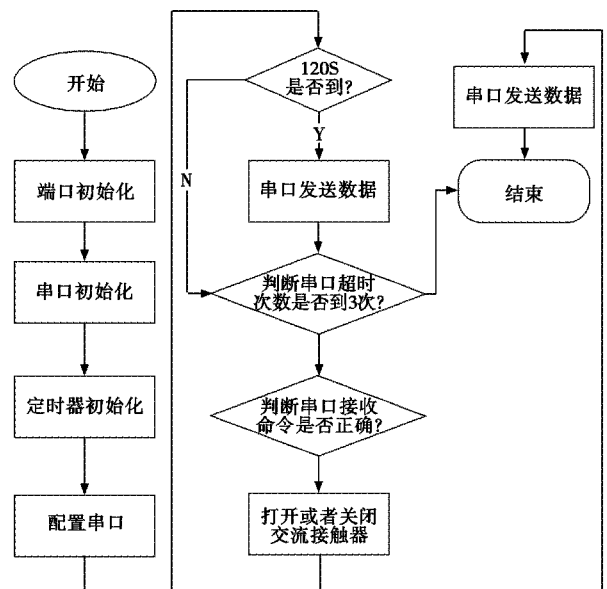 开始
端口初始化
串口初始化
定时器初始化
配置串口
120S
是否到?
Y
N
串口发送数据
判断串口超时
次数是否到3次?
判断串口接收
命令是否正确?
打开或者关闭
交流接触器
串口发送数据
结束